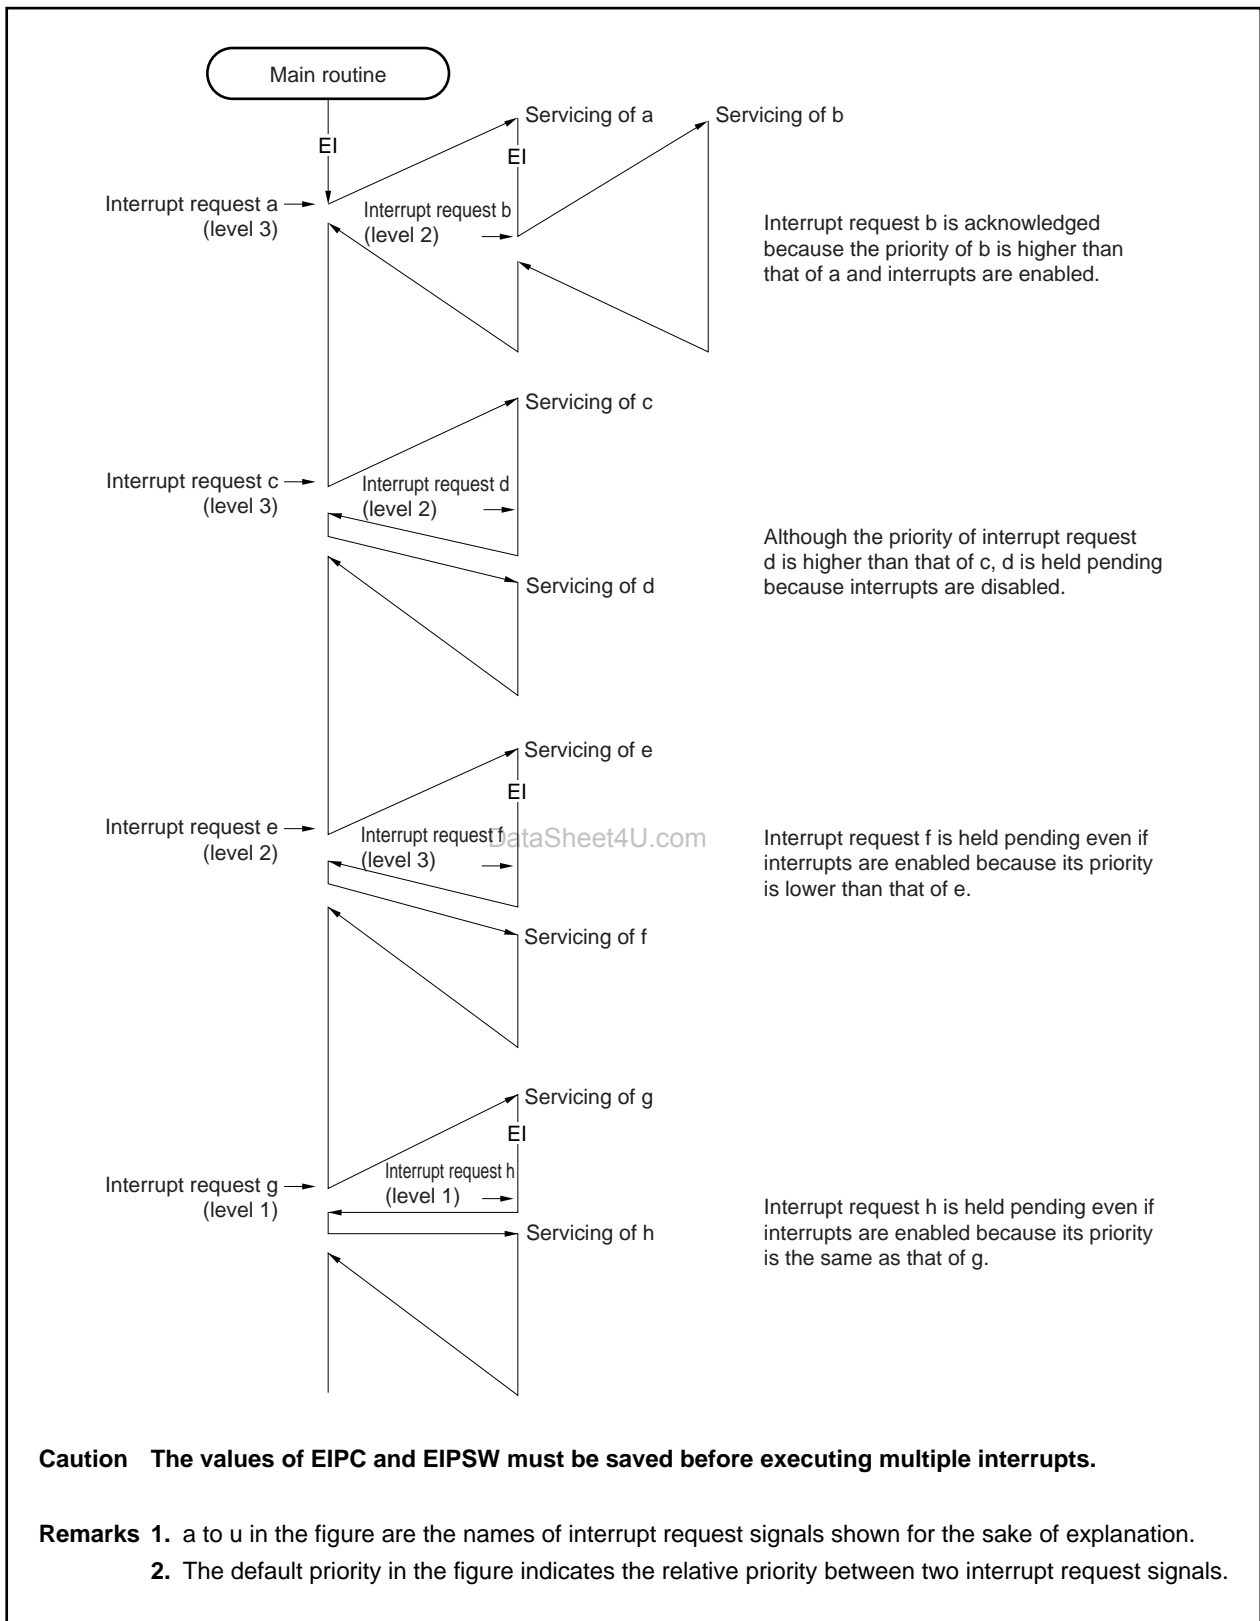 Main routine
EI
Servicing of a
Servicing of b
EI
Interrupt request a
(level 3)
Interrupt request b
(level 2)
Interrupt request b is acknowledged
because the priority of b is higher than
that of a and interrupts are enabled.
Servicing of c
Interrupt request c
(level 3)
Interrupt request d
(level 2)
Although the priority of interrupt request
d is higher than that of c, d is held pending
because interrupts are disabled.
Servicing of d
Servicing of e
EI
Interrupt request e
(level 2)
Interrupt request f
(level 3)
DataSheet4U.com
Interrupt request f is held pending even if
interrupts are enabled because its priority
is lower than that of e.
Servicing of f
Servicing of g
EI
Interrupt request g
(level 1)
Interrupt request h
(level 1)
Interrupt request h is held pending even if
interrupts are enabled because its priority
is the same as that of g.
Servicing of h
Caution The values of EIPC and EIPSW must be saved before executing multiple interrupts.
Remarks 1. a to u in the figure are the names of interrupt request signals shown for the sake of explanation.
2. The default priority in the figure indicates the relative priority between two interrupt request signals.